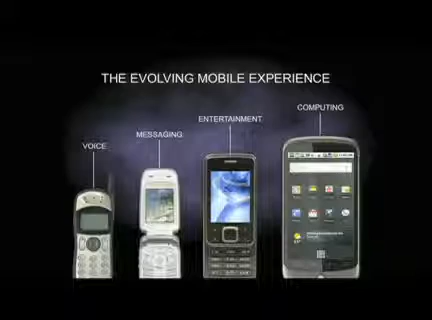 THE EVOLVING MOBILE EXPERIENCE
VOICE
MESSAGING
ENTERTAINMENT
COMPUTING